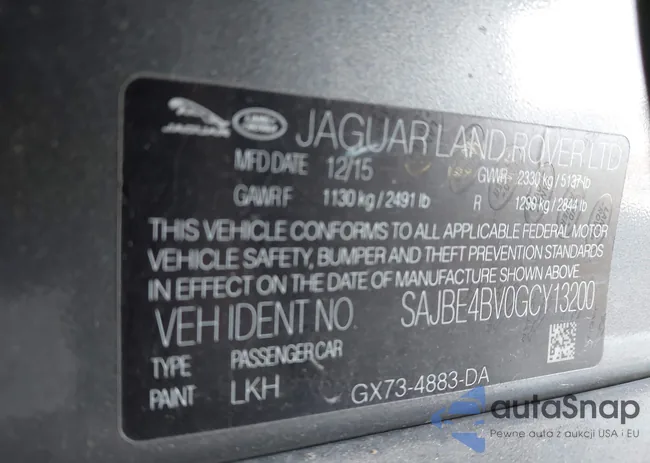 JAGUAR LAND ROVER JAGUAR LAND ROVER LTD
MFD DATE 12/15 GVWR 2330 kg / 5137 lb
GAWR F 1130 kg / 2491 lb R 1290 kg / 2844 lb
THIS VEHICLE CONFORMS TO ALL APPLICABLE FEDERAL MOTOR
VEHICLE SAFETY, BUMPER AND THEFT PREVENTION STANDARDS
IN EFFECT ON THE DATE OF MANUFACTURE SHOWN ABOVE
VEH IDENT NO SAJBE4BV0GCY13200
TYPE PASSENGER CAR
PAINT LKH GX73-4883-DA
autaSnap
Pewne auta z aukcji USA i EU